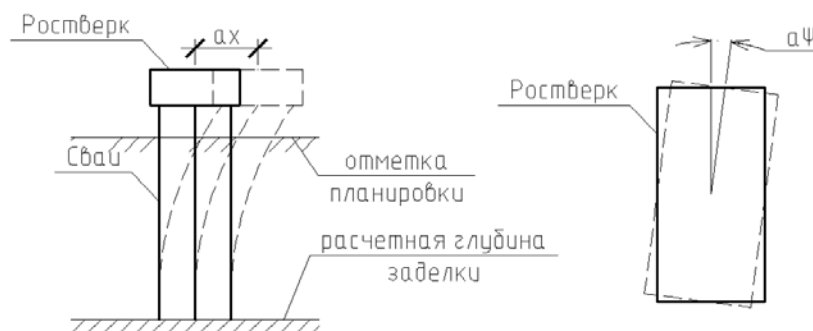 Ростверк
ax
aΨ
Ростверк
Сваи
отметка
планировки
расчетная глубина
заделки